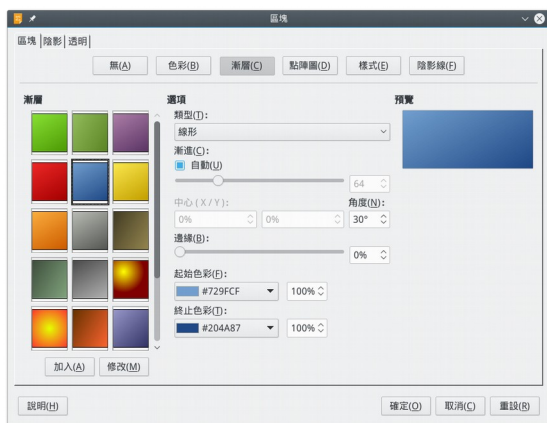 區塊
區塊 陰影 透明
無(A) 色彩(B) 漸層(C) 點陣圖(D) 樣式(E) 陰影線(F)
漸層
選項
類型(T):
線形
漸進(C):
自動(U)
64
中心 ( X / Y ):
角度(N):
0% 0% 30°
邊緣(B):
0%
起始色彩(F):
#729FCF 100%
終止色彩(T):
#204A87 100%
預覽
加入(A) 修改(M)
說明(H) 確定(O) 取消(C) 重設(R)